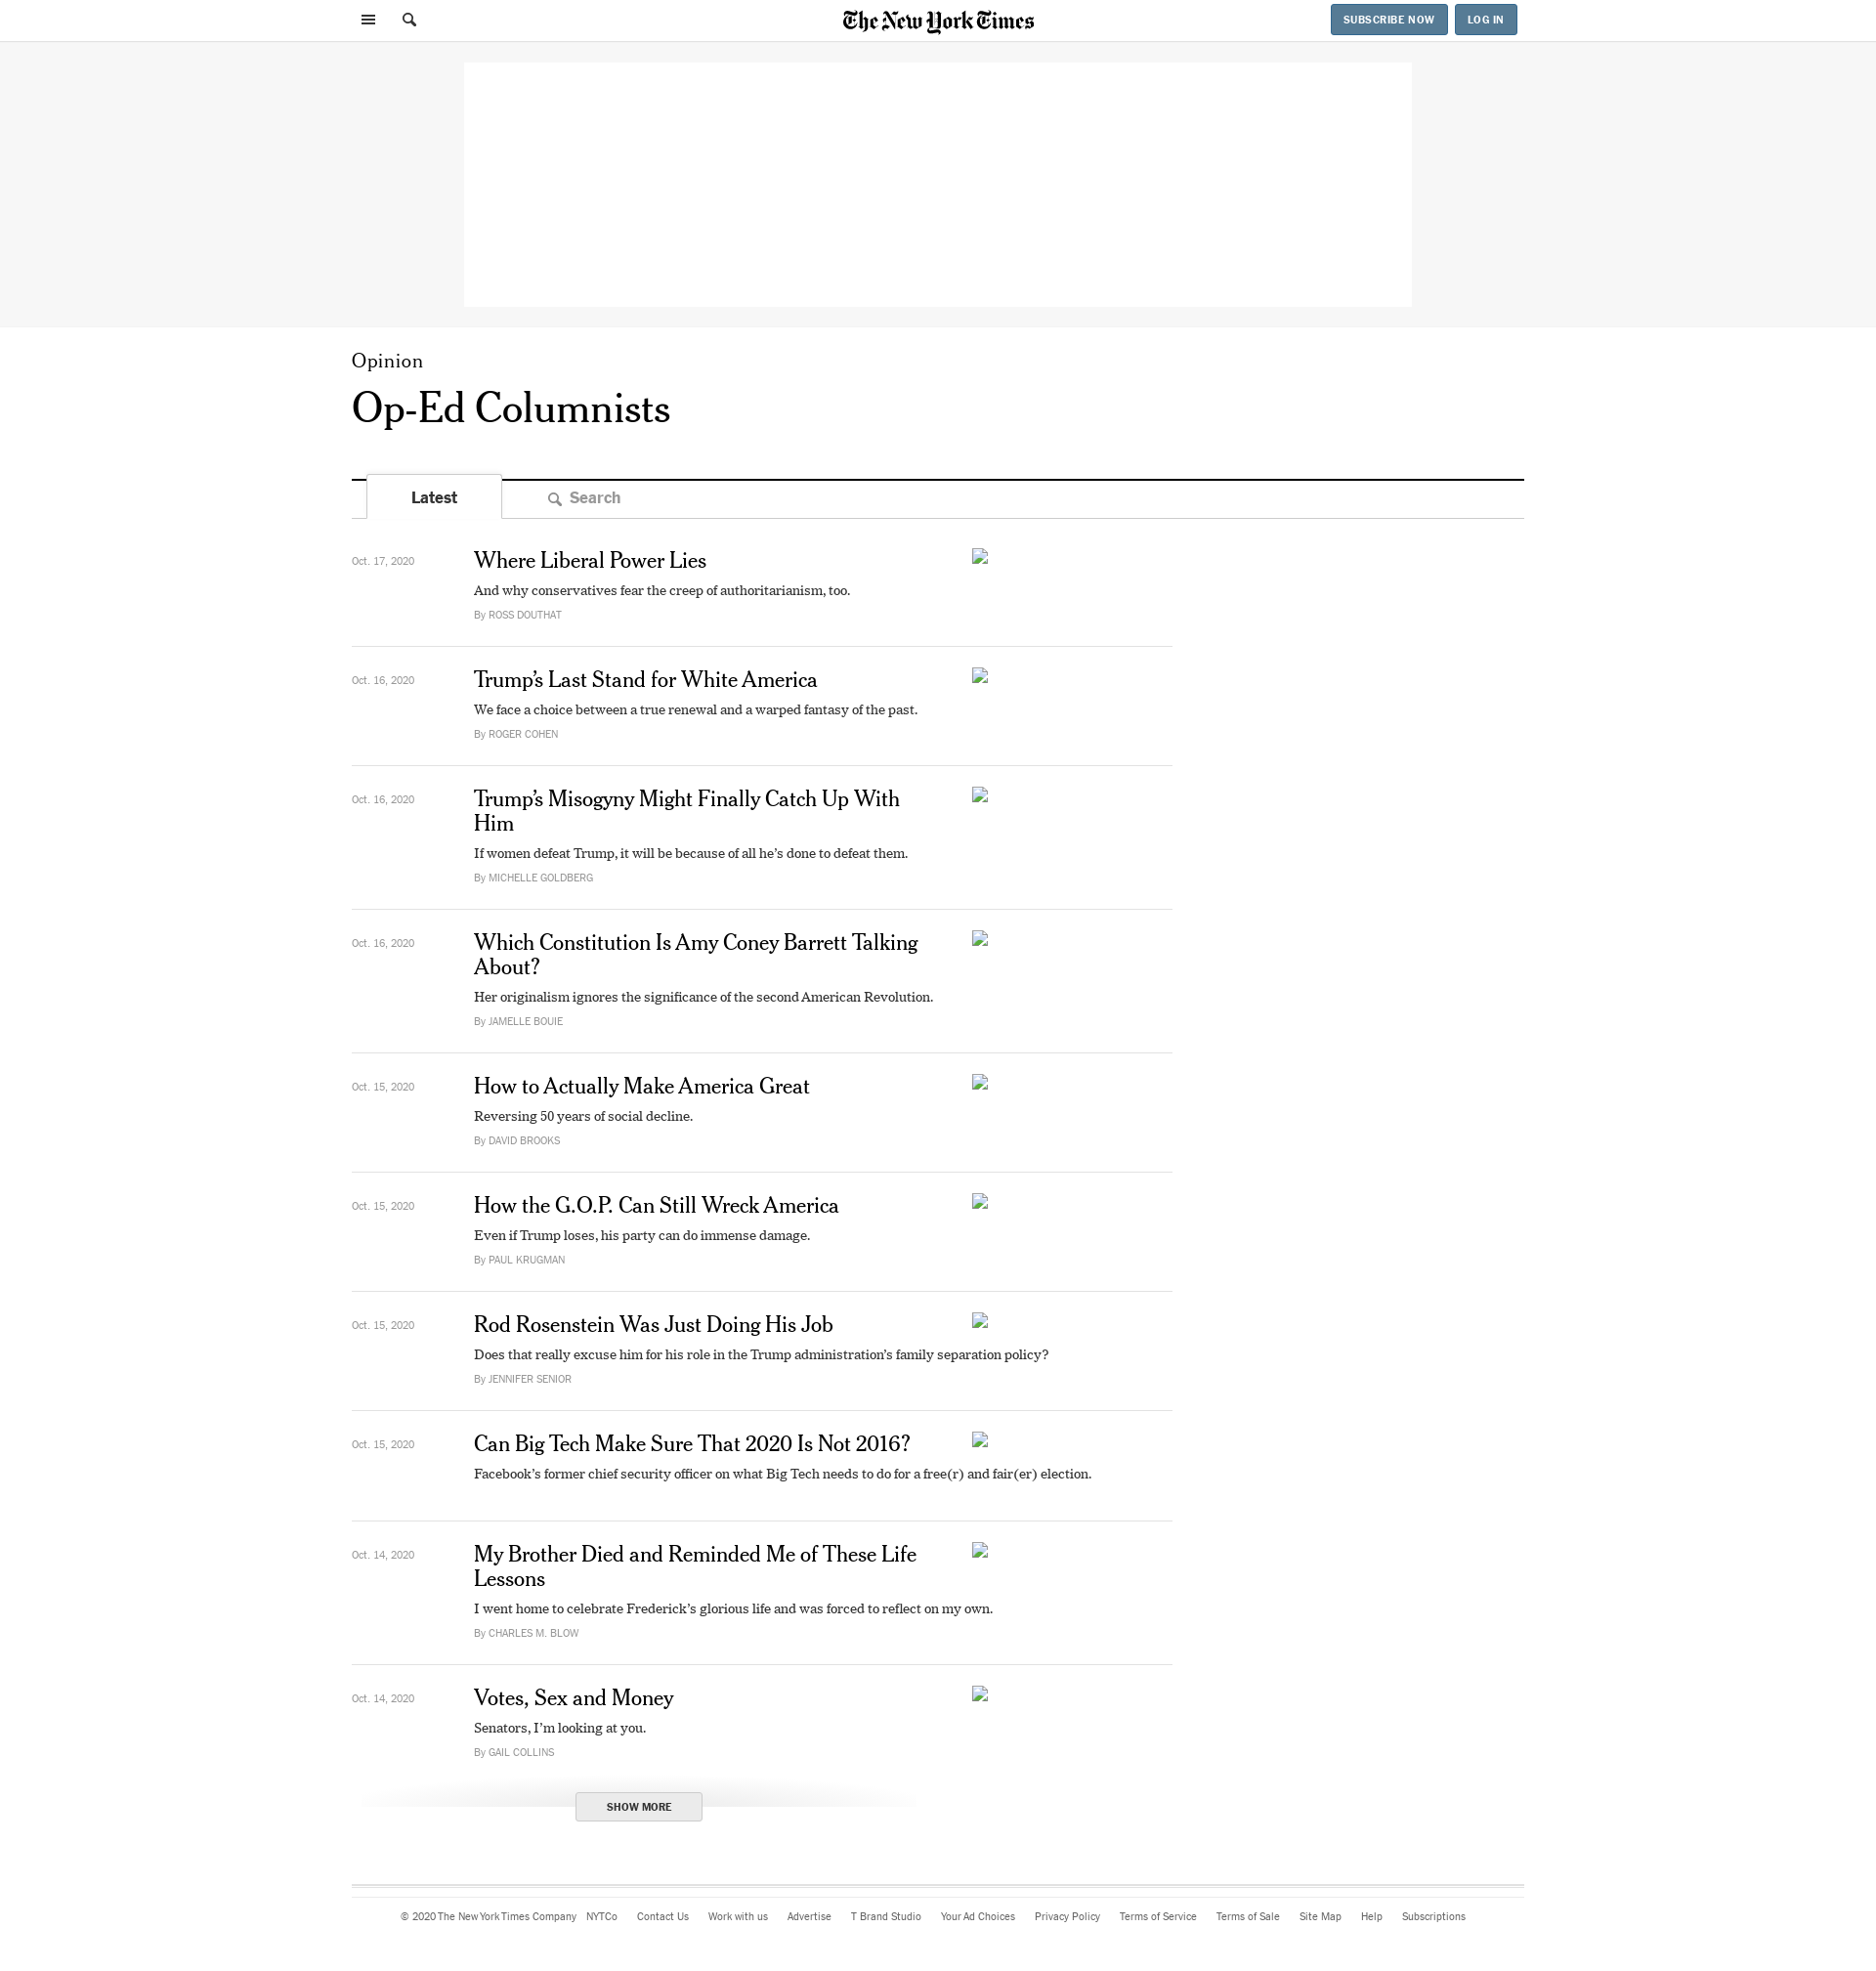 The New York Times
SUBSCRIBE NOW
LOG IN
Opinion
Op-Ed Columnists
Latest
Search
Oct. 17, 2020
Where Liberal Power Lies
And why conservatives fear the creep of authoritarianism, too.
By ROSS DOUTHAT
Oct. 16, 2020
Trump’s Last Stand for White America
We face a choice between a true renewal and a warped fantasy of the past.
By ROGER COHEN
Oct. 16, 2020
Trump’s Misogyny Might Finally Catch Up With
Him
If women defeat Trump, it will be because of all he’s done to defeat them.
By MICHELLE GOLDBERG
Oct. 16, 2020
Which Constitution Is Amy Coney Barrett Talking
About?
Her originalism ignores the significance of the second American Revolution.
By JAMELLE BOUIE
Oct. 15, 2020
How to Actually Make America Great
Reversing 50 years of social decline.
By DAVID BROOKS
Oct. 15, 2020
How the G.O.P. Can Still Wreck America
Even if Trump loses, his party can do immense damage.
By PAUL KRUGMAN
Oct. 15, 2020
Rod Rosenstein Was Just Doing His Job
Does that really excuse him for his role in the Trump administration’s family separation policy?
By JENNIFER SENIOR
Oct. 15, 2020
Can Big Tech Make Sure That 2020 Is Not 2016?
Facebook’s former chief security officer on what Big Tech needs to do for a free(r) and fair(er) election.
Oct. 14, 2020
My Brother Died and Reminded Me of These Life
Lessons
I went home to celebrate Frederick’s glorious life and was forced to reflect on my own.
By CHARLES M. BLOW
Oct. 14, 2020
Votes, Sex and Money
Senators, I’m looking at you.
By GAIL COLLINS
SHOW MORE
© 2020 The New York Times Company NYTCo Contact Us Work with us Advertise T Brand Studio Your Ad Choices Privacy Policy Terms of Service Terms of Sale Site Map Help Subscriptions